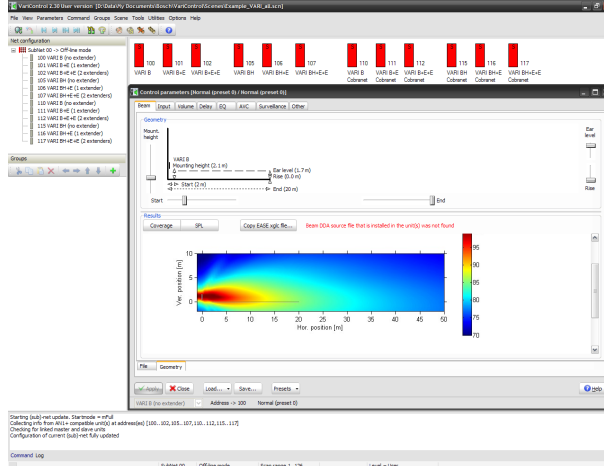 VariControl 2.30 User version [D:\Data\My Documents\Bosch\VariControl\Scenes\Example_VARI_all.scn]
File View Parameters Command Groups Scene Tools Utilities Options Help
Net configuration
SubNet 00 -> Off-line mode
100 VARI B (no extender)
101 VARI B+E (1 extender)
102 VARI B+E+E (2 extenders)
105 VARI BH (no extender)
106 VARI BH+E (1 extender)
107 VARI BH+E+E (2 extenders)
110 VARI B (no extender)
111 VARI B+E (1 extender)
112 VARI B+E+E (2 extenders)
115 VARI BH (no extender)
116 VARI BH+E (1 extender)
117 VARI BH+E+E (2 extenders)
Groups
100 101 102 105 106 107 110 111 112 115 116 117
VARI B VARI B+E VARI B+E+E VARI BH VARI BH+E VARI BH+E+E VARI B VARI B+E VARI B+E+E VARI BH VARI BH+E VARI BH+E+E
Cobranet Cobranet Cobranet Cobranet Cobranet Cobranet
Control parameters [Normal (preset 0) / Normal (preset 0)]
Beam Input Volume Delay EQ AVC Surveillance Other
Geometry
Mount. height
Ear level
VARI B
Mounting height (2.1 m)
Ear level (1.7 m)
Rise (0.0 m)
Start (2 m)
End (20 m)
Rise
Start
End
Results
Coverage SPL Copy EASE xglc file... Beam DDA source file that is installed in the unit(s) was not found
Ver. position [m]
10
5
0
0 5 10 15 20 25 30 35 40 45 50
Hor. position [m]
95
90
85
80
75
70
File Geometry
Apply Close Load... Save... Presets Help
VARI B (no extender) Address -> 100 Normal (preset 0)
Starting (sub)-net update. Startmode = mFull
Collecting info from AN1+ compatible unit(s) at address(es) [100..102,105..107,110..112,115..117]
Checking for linked master and slave units
Configuration of current (sub)-net fully updated
Command Log
SubNet 00 Off-line mode Scan range 1..126 Level = User